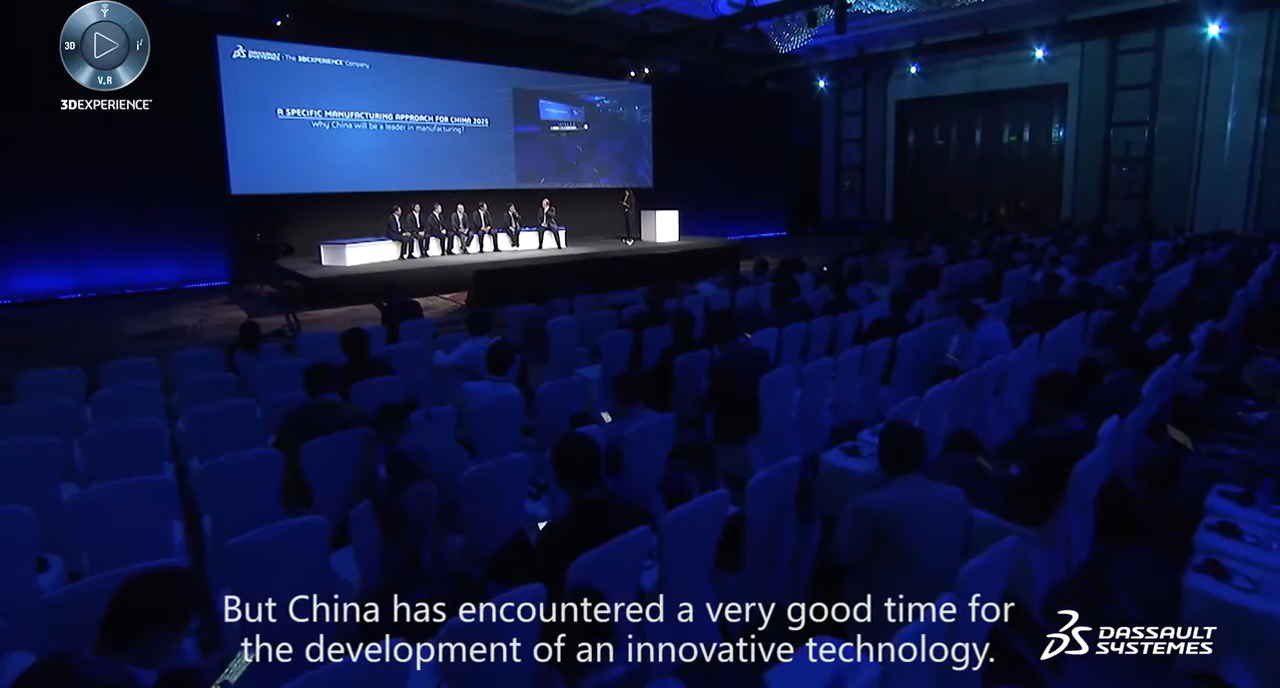 3D
V.R
3DEXPERIENCE®
DASSAULT SYSTEMES | The 3DEXPERIENCE® Company
A SPECIFIC MANUFACTURING APPROACH FOR CHINA 2025
Why China will be a leader in manufacturing?
But China has encountered a very good time for
the development of an innovative technology.
DASSAULT
SYSTEMES